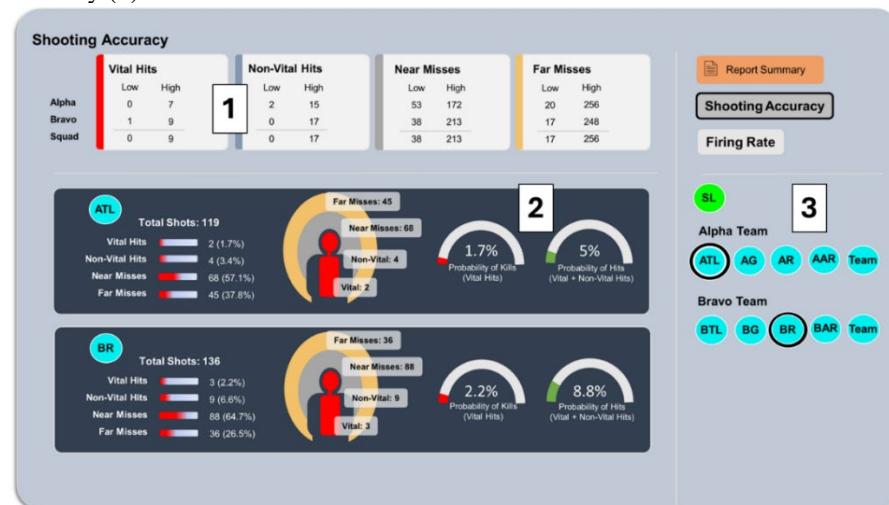 Shooting Accuracy
Vital Hits
Low High
Alpha 0 7
Bravo 1 9
Squad 0 9
1
Non-Vital Hits
Low High
2 15
0 17
0 17
Near Misses
Low High
53 172
38 213
38 213
Far Misses
Low High
20 256
17 248
17 256
ATL
Total Shots: 119
Vital Hits 2 (1.7%)
Non-Vital Hits 4 (3.4%)
Near Misses 68 (57.1%)
Far Misses 45 (37.8%)
Far Misses: 45
Near Misses: 68
Non-Vital: 4
Vital: 2
2
1.7%
Probability of Kills
(Vital Hits)
5%
Probability of Hits
(Vital + Non-Vital Hits)
BR
Total Shots: 136
Vital Hits 3 (2.2%)
Non-Vital Hits 9 (6.6%)
Near Misses 88 (64.7%)
Far Misses 36 (26.5%)
Far Misses: 36
Near Misses: 88
Non-Vital: 9
Vital: 3
2.2%
Probability of Kills
(Vital Hits)
8.8%
Probability of Hits
(Vital + Non-Vital Hits)
Report Summary
Shooting Accuracy
Firing Rate
SL
3
Alpha Team
ATL AG AR AAR Team
Bravo Team
BTL BG BR BAR Team